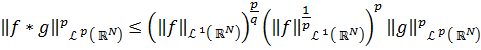 ‖f ∗ g‖^p_{ℒ^p(ℝ^N)} ≤ (‖f‖_{ℒ^1(ℝ^N)})^{p/q} (‖f‖^{1/p}_{ℒ^1(ℝ^N)})^p ‖g‖^p_{ℒ^p(ℝ^N)}